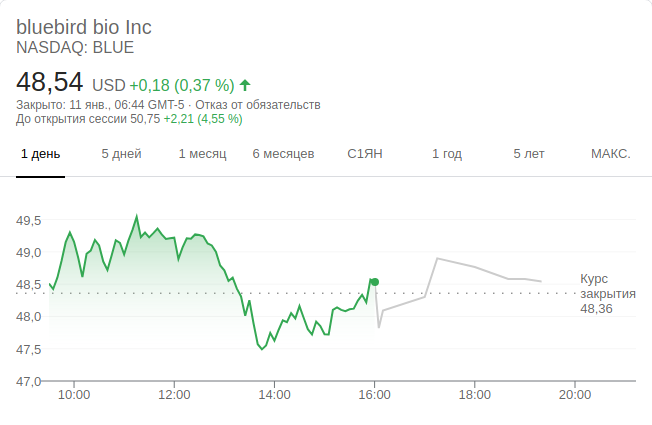 bluebird bio Inc
NASDAQ: BLUE
48,54 USD +0,18 (0,37 %)
Закрыто: 11 янв., 06:44 GMT-5 · Отказ от обязательств
До открытия сессии 50,75 +2,21 (4,55 %)
1 день 5 дней 1 месяц 6 месяцев С1ЯН 1 год 5 лет МАКС.
49,5
49,0
48,5
48,0
47,5
47,0
Курс
закрытия
48,36
10:00 12:00 14:00 16:00 18:00 20:00